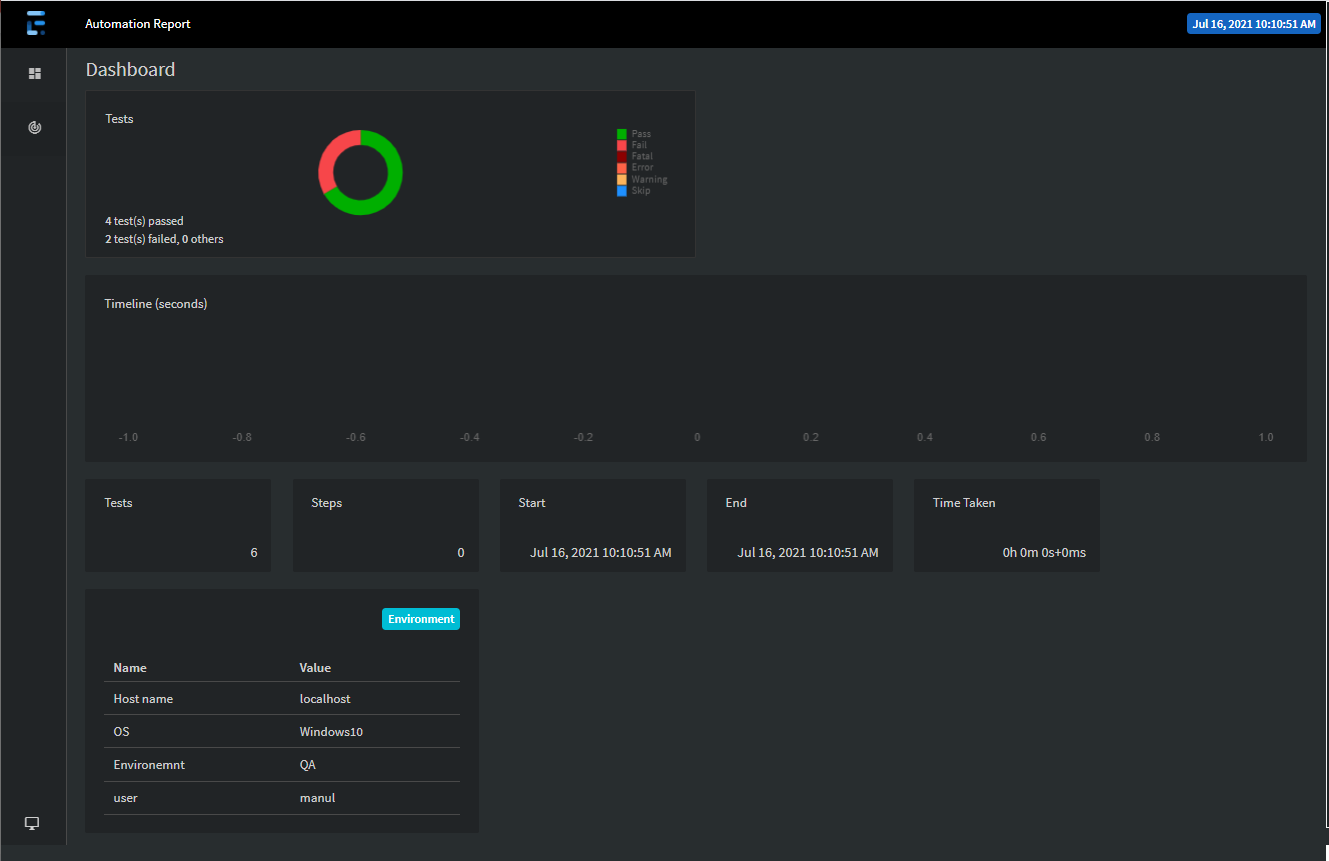 Automation Report
Jul 16, 2021 10:10:51 AM
Dashboard
Tests
Pass
Fail
Fatal
Error
Warning
Skip
4 test(s) passed
2 test(s) failed, 0 others
Timeline (seconds)
-1.0 -0.8 -0.6 -0.4 -0.2 0 0.2 0.4 0.6 0.8 1.0
Tests
6
Steps
0
Start
Jul 16, 2021 10:10:51 AM
End
Jul 16, 2021 10:10:51 AM
Time Taken
0h 0m 0s+0ms
Environment
Name Value
Host name localhost
OS Windows10
Environemnt QA
user manul